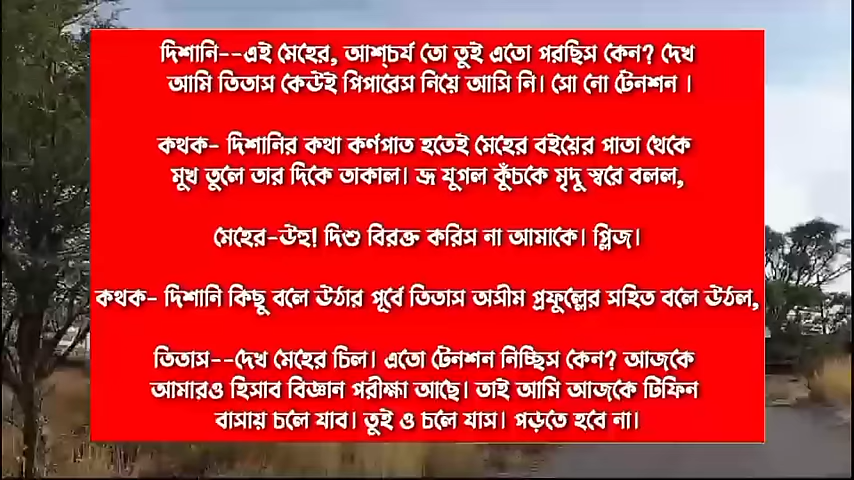 দিশানি--এই মেহের, আশ্চর্য তো তুই এতো পরছিস কেন? দেখ
আমি তিতাস কেউই পিপারেস নিয়ে আসি নি। সো নো টেনশন ।
কথক- দিশানির কথা কর্ণপাত হতেই মেহের বইয়ের পাতা থেকে
মুখ তুলে তার দিকে তাকাল। ভ্রু যুগল কুঁচকে মৃদু স্বরে বলল,
মেহের-উহু! দিশু বিরক্ত করিস না আমাকে। প্লিজ।
কথক- দিশানি কিছু বলে উঠার পূর্বে তিতাস অসীম প্রফুল্লের সহিত বলে উঠল,
তিতাস--দেখ মেহের চিল। এতো টেনশন নিচ্ছিস কেন? আজকে
আমারও হিসাব বিজ্ঞান পরীক্ষা আছে। তাই আমি আজকে টিফিন
বাসায় চলে যাব। তুই ও চলে যাস। পড়তে হবে না।